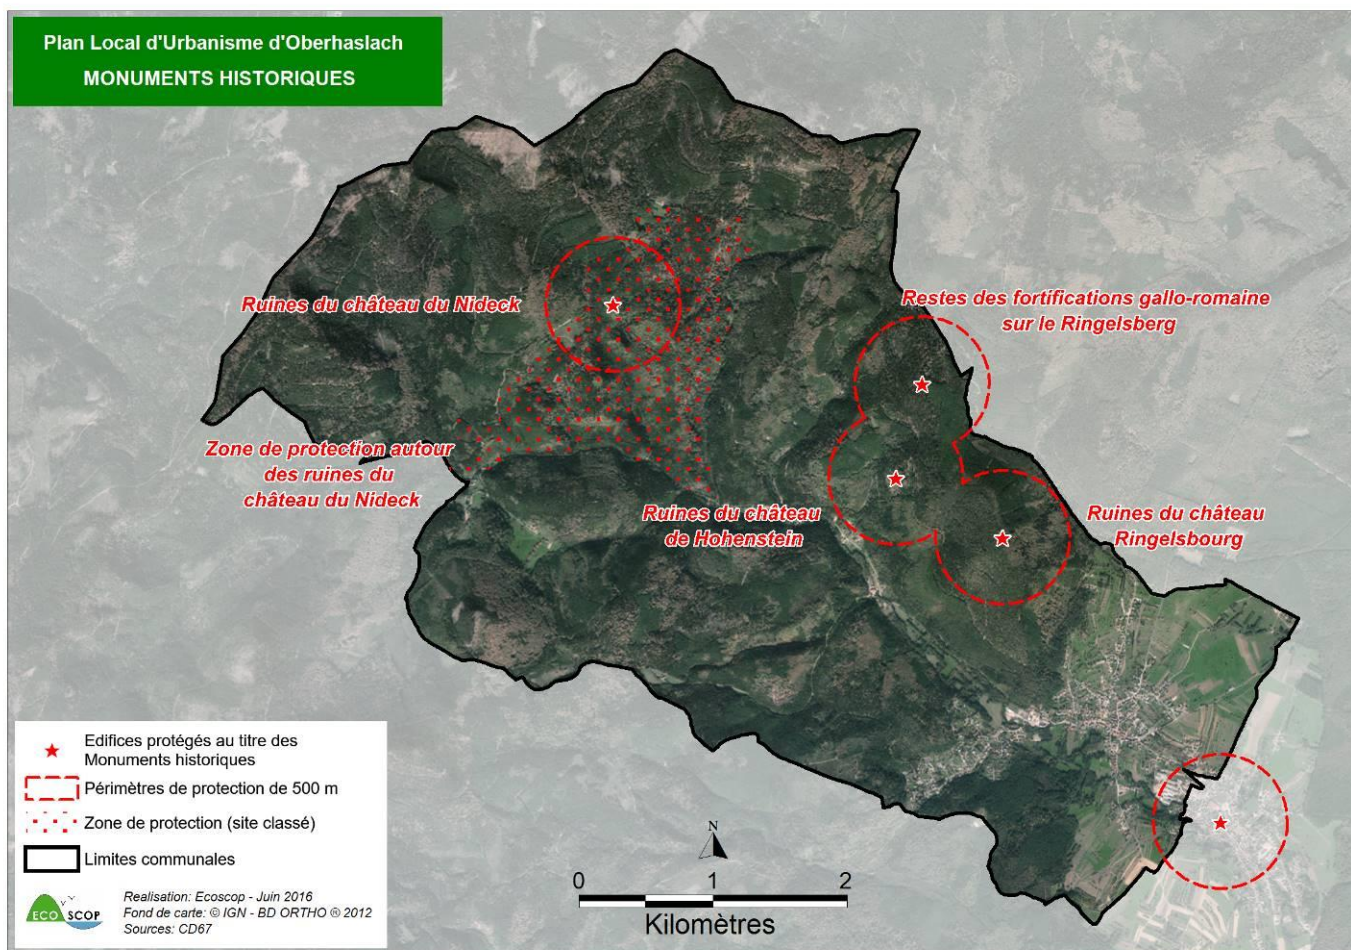 Plan Local d'Urbanisme d'Oberhaslach
MONUMENTS HISTORIQUES
Ruines du château du Nideck
Restes des fortifications gallo-romaine
sur le Ringelsberg
Zone de protection autour
des ruines du
château du Nideck
Ruines du château
de Hohenstein
Ruines du château
Ringelsbourg
Edifices protégés au titre des
Monuments historiques
Périmètres de protection de 500 m
Zone de protection (site classé)
Limites communales
ECO SCOP
Realisation: Ecoscop - Juin 2016
Fond de carte: © IGN - BD ORTHO ® 2012
Sources: CD67
N
0 1 2
Kilomètres